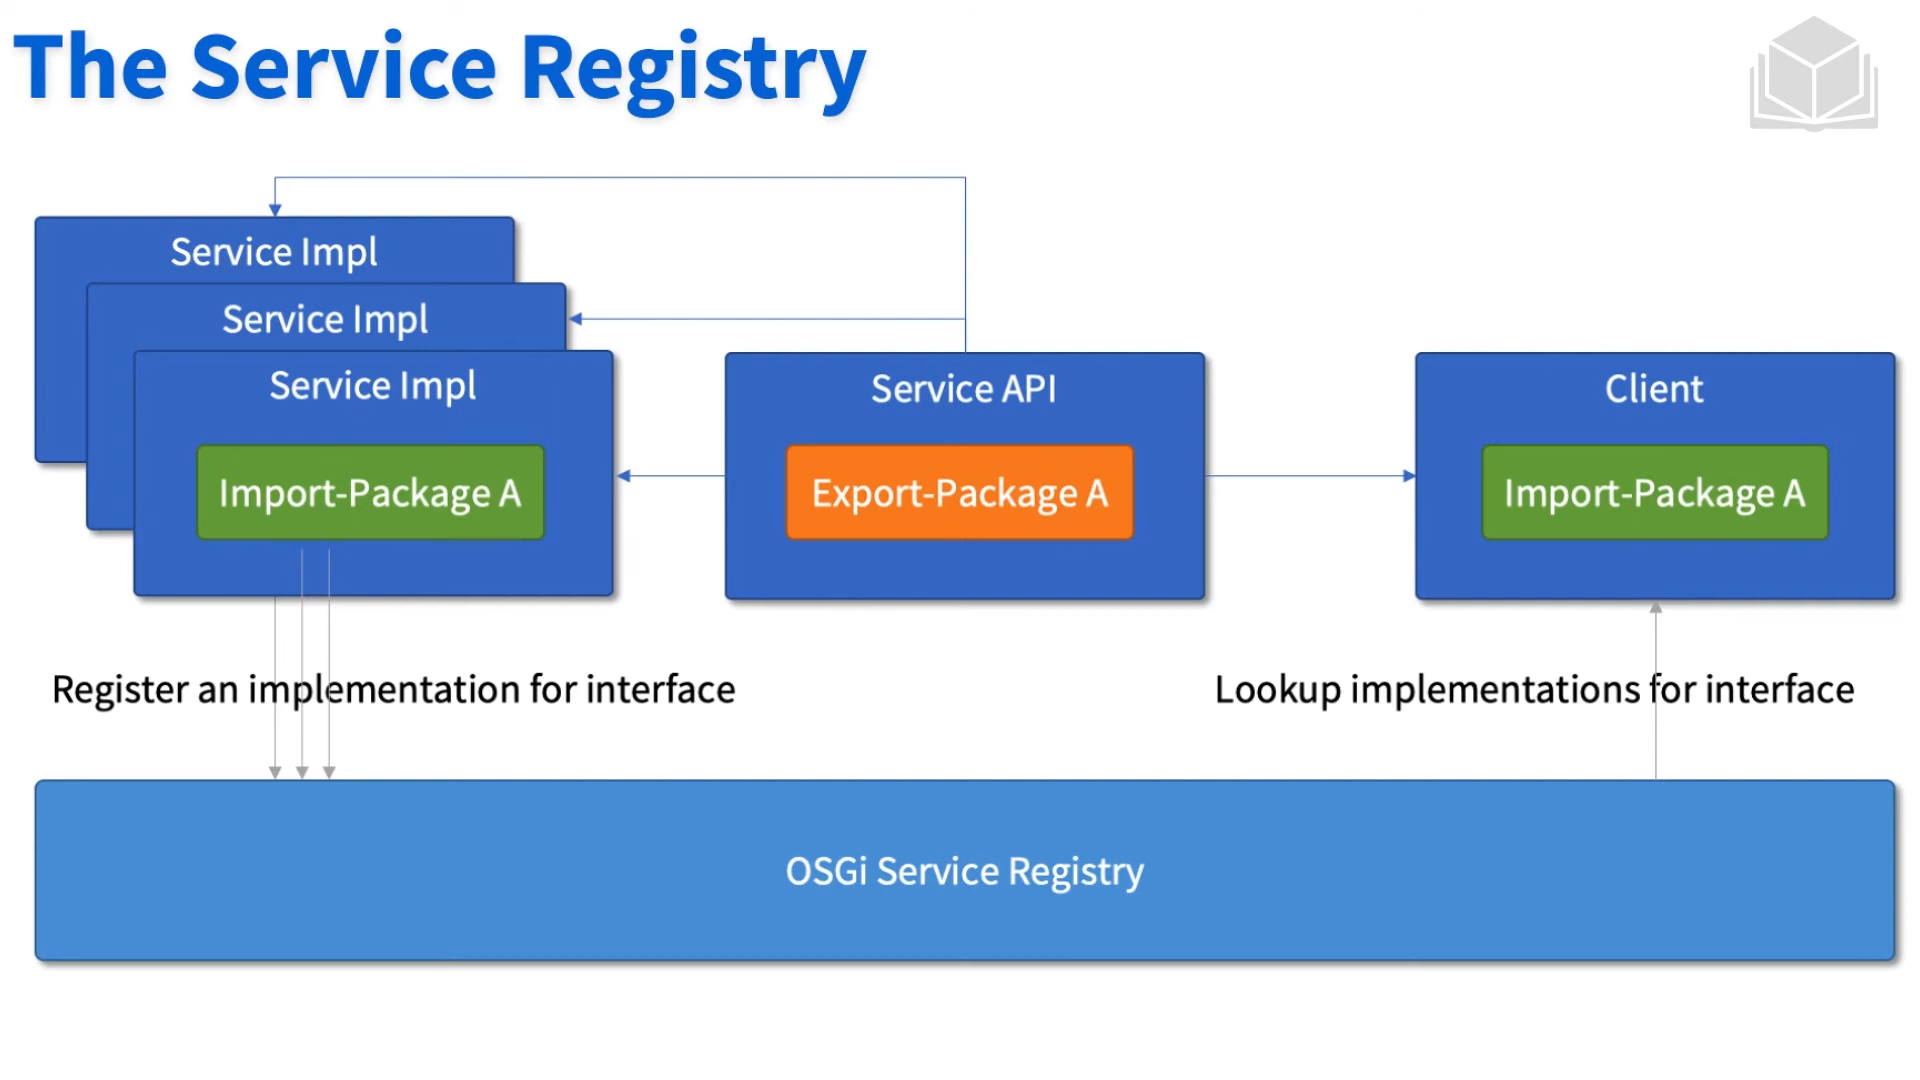 The Service Registry
Service Impl
Service Impl
Service Impl
Import-Package A
Service API
Export-Package A
Client
Import-Package A
Register an implementation for interface
Lookup implementations for interface
OSGi Service Registry